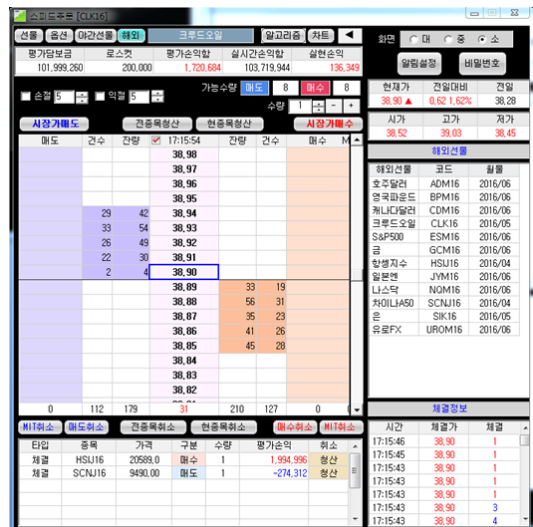 스피드주문 [CLK16]
선물 옵션 야간선물 해외 크루드오일 알고리즘 차트 ◀
평가담보금 로스컷 평가손익합 실시간손익합 실현손익
101,999,260 200,000 1,720,684 103,719,944 136,349
가능수량 매도 8 매수 8
손절 5 익절 5
수량 1 - +
시장가매도 전종목청산 현종목청산 시장가매수
매도 건수 잔량 17:15:54 잔량 건수 매수 M
38,98
38,97
38,96
38,95
29 42 38,94
33 54 38,93
26 49 38,92
22 30 38,91
2 4 38,90
38,89 33 19
38,88 56 31
38,87 35 23
38,86 41 26
38,85 45 28
38,84
38,83
38,82
0 112 179 31 210 127 0
MIT취소 매도취소 전종목취소 현종목취소 매수취소 MIT취소
타입 종목 가격 구분 수량 평가손익 취소
체결 HSIJ16 20589,0 매수 1 1,994,996 청산
체결 SCNJ16 9490,00 매도 1 -274,312 청산
화면 대 중 소
알림설정 비밀번호
현재가 전일대비 전일
38,90 ▲ 0,62 1,62% 38,28
시가 고가 저가
38,52 39,03 38,45
해외선물
해외선물 코드 월물
호주달러 ADM16 2016/06
영국파운드 BPM16 2016/06
캐나다달러 CDM16 2016/06
크루드오일 CLK16 2016/05
S&P500 ESM16 2016/06
금 GCM16 2016/06
항생지수 HSIJ16 2016/04
일본엔 JYM16 2016/06
나스닥 NQM16 2016/06
차이나A50 SCNJ16 2016/04
은 SIK16 2016/05
유로FX UROM16 2016/06
체결정보
시간 체결가 체결
17:15:46 38,90 1
17:15:45 38,90 1
17:15:43 38,90 1
17:15:43 38,90 1
17:15:43 38,90 1
17:15:43 38,90 3
17:15:43 38,90 4